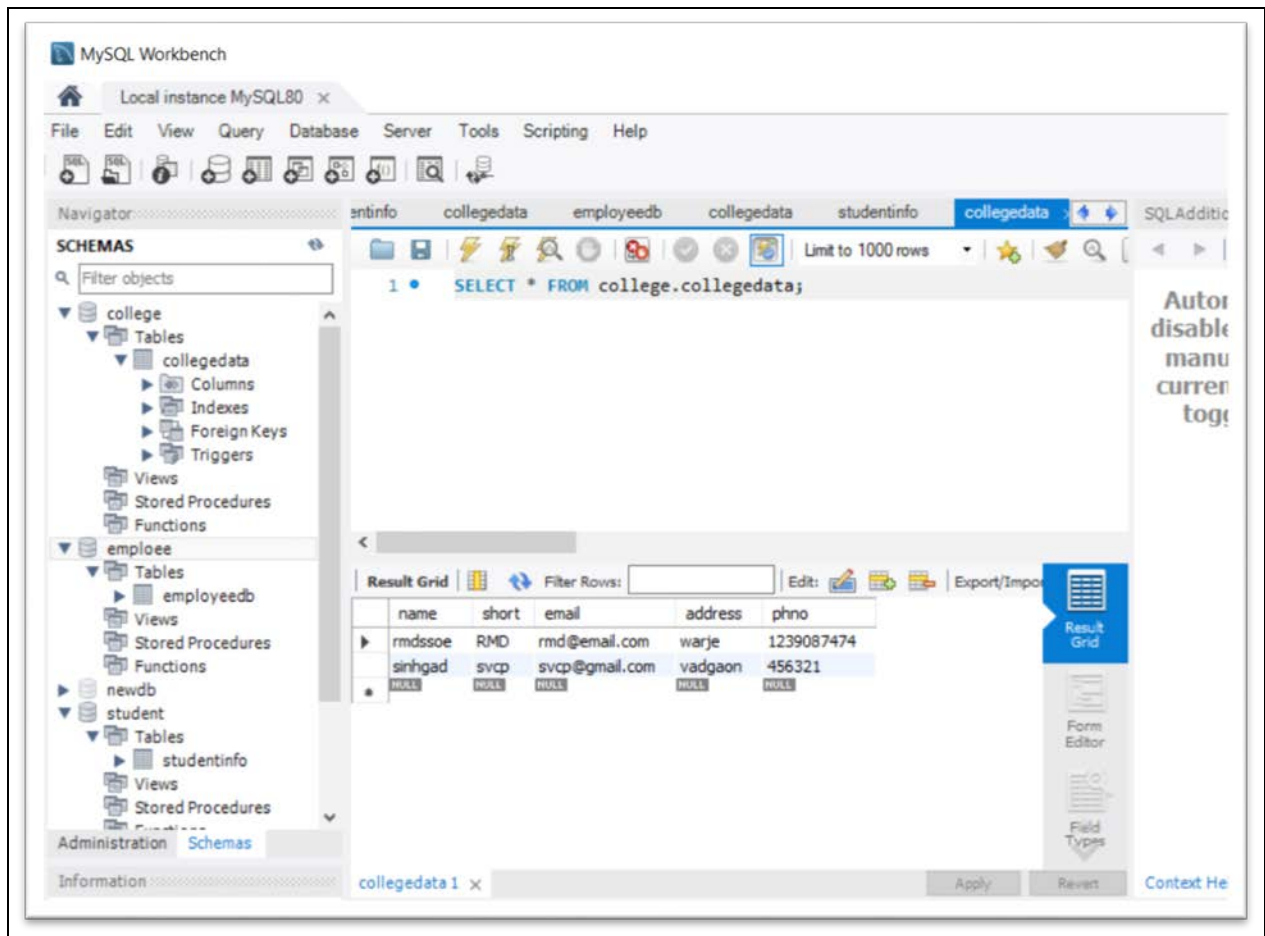 MySQL Workbench
Local instance MySQL80
File Edit View Query Database Server Tools Scripting Help
Navigator
SCHEMAS
Filter objects
college
Tables
collegedata
Columns
Indexes
Foreign Keys
Triggers
Views
Stored Procedures
Functions
emploee
Tables
employeedb
Views
Stored Procedures
Functions
newdb
student
Tables
studentinfo
Views
Stored Procedures
Administration Schemas
Information
entinfo collegedata employeedb collegedata studentinfo collegedata
Limit to 1000 rows
1 SELECT * FROM college.collegedata;
Result Grid Filter Rows: Edit: Export/Impo
name short email address phno
rmdssoe RMD rmd@email.com warje 1239087474
sinhgad svcp svcp@gmail.com vadgaon 456321
NULL NULL NULL NULL NULL
Result
Grid
Form
Editor
Field
Types
collegedata 1 Apply Revert
SQLAdditic
Autor
disable
manu
curren
togg
Context He